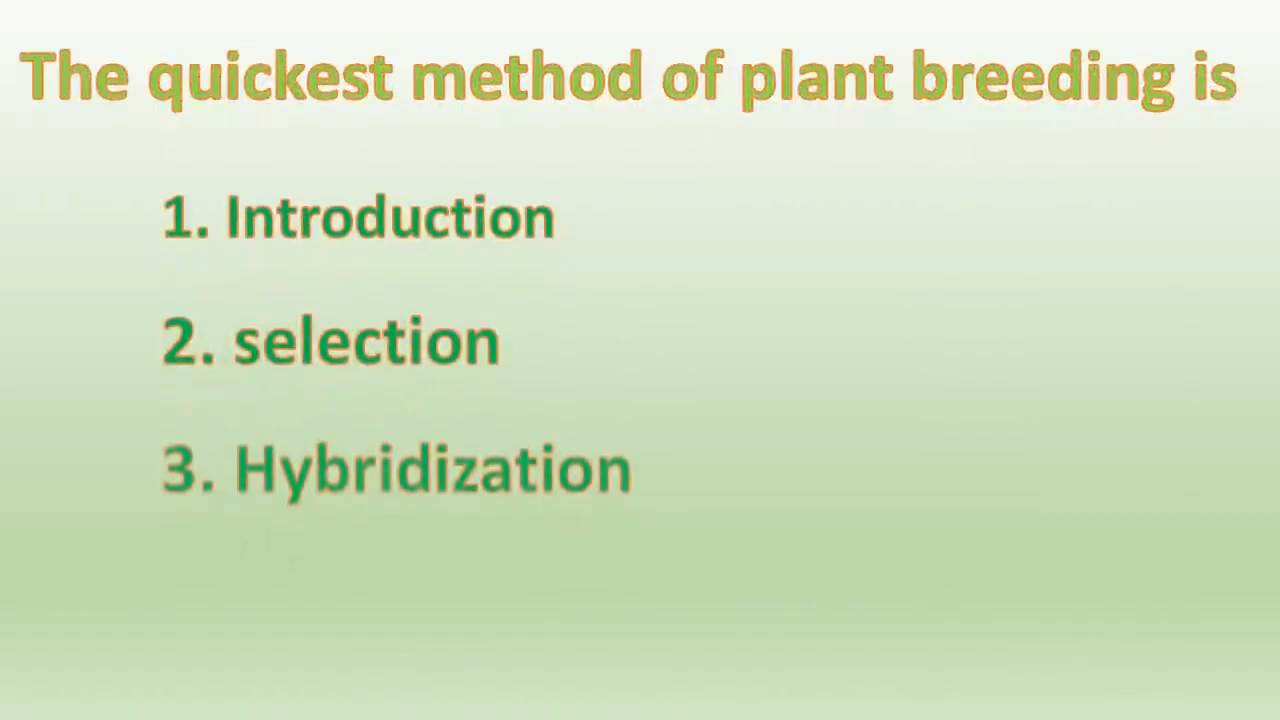 The quickest method of plant breeding is
1. Introduction
2. selection
3. Hybridization